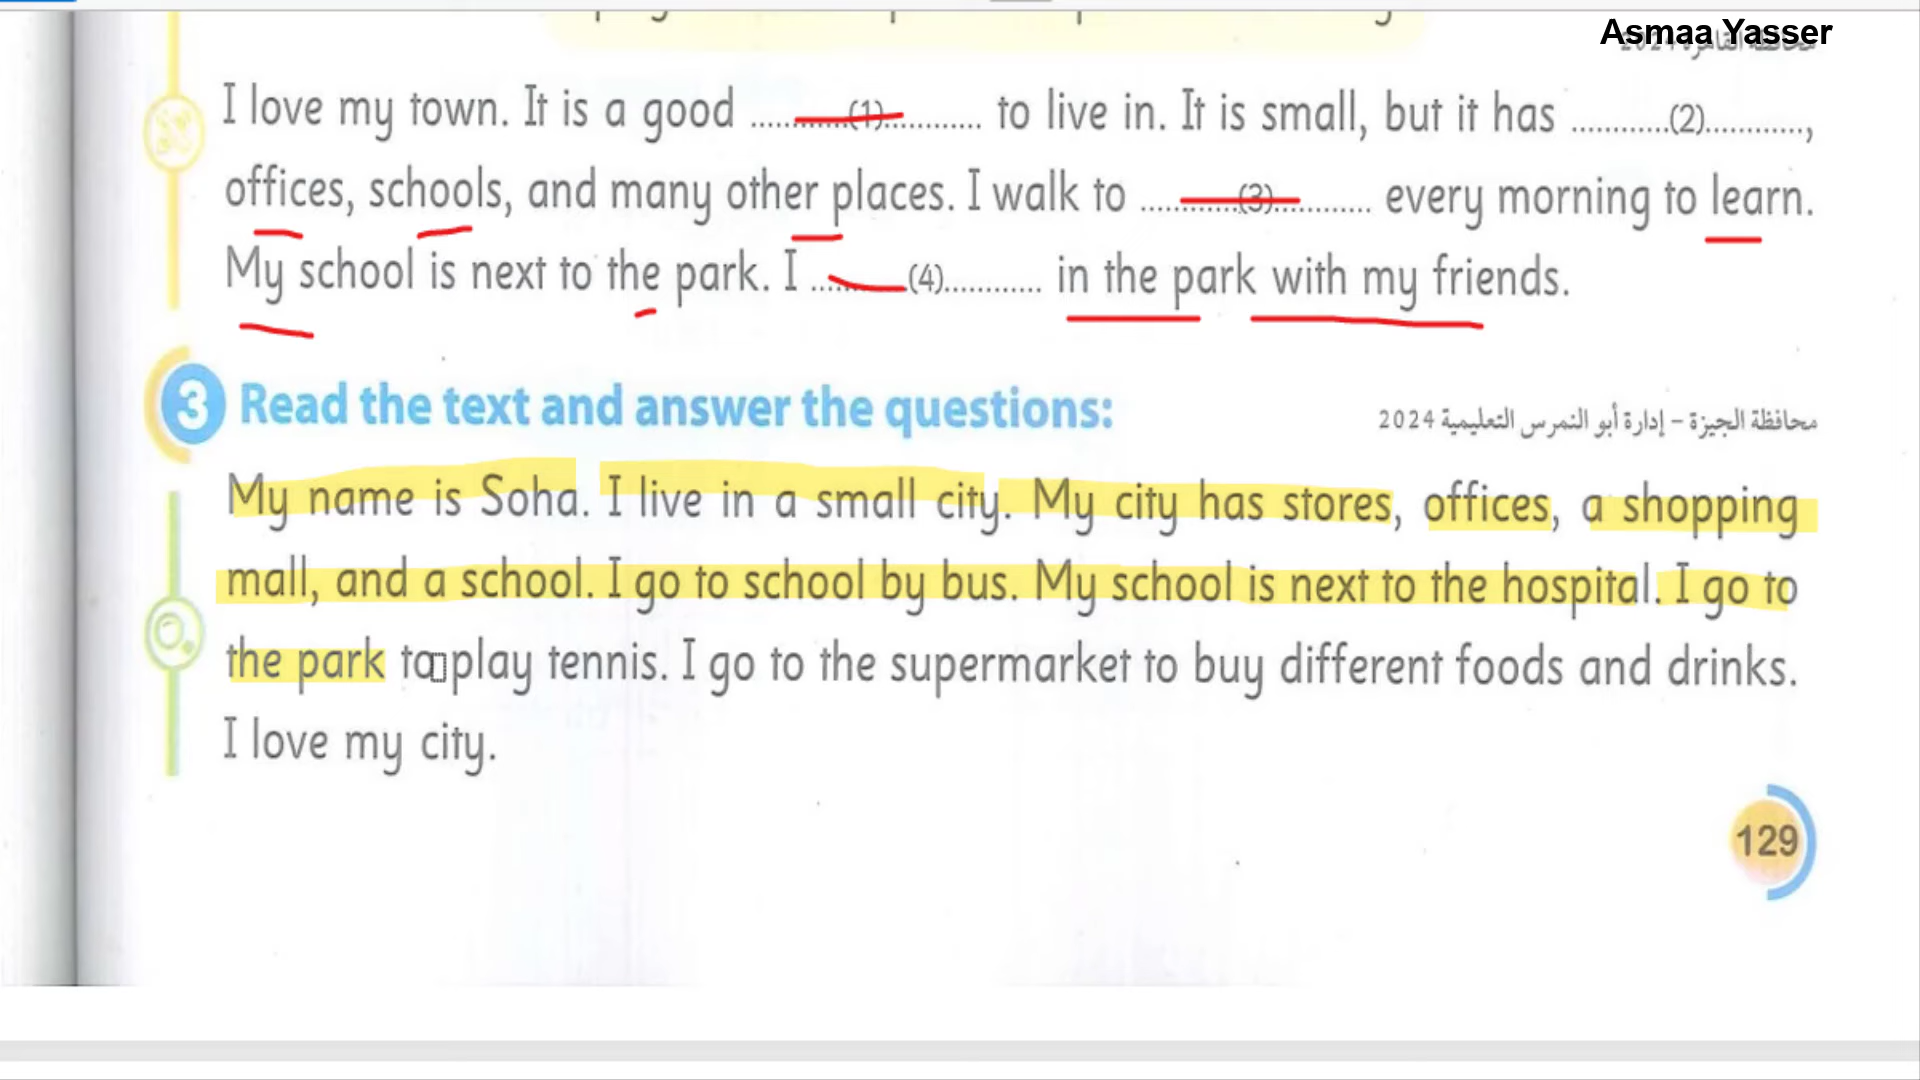 Asmaa Yasser
محافظة القاهرة 2024
I love my town. It is a good ............(1)............ to live in. It is small, but it has ............(2)............,
offices, schools, and many other places. I walk to ............(3)............ every morning to learn.
My school is next to the park. I ............(4)............ in the park with my friends.
3 Read the text and answer the questions:
محافظة الجيزة – إدارة أبو النمرس التعليمية 2024
My name is Soha. I live in a small city. My city has stores, offices, a shopping
mall, and a school. I go to school by bus. My school is next to the hospital. I go to
the park to play tennis. I go to the supermarket to buy different foods and drinks.
I love my city.
129